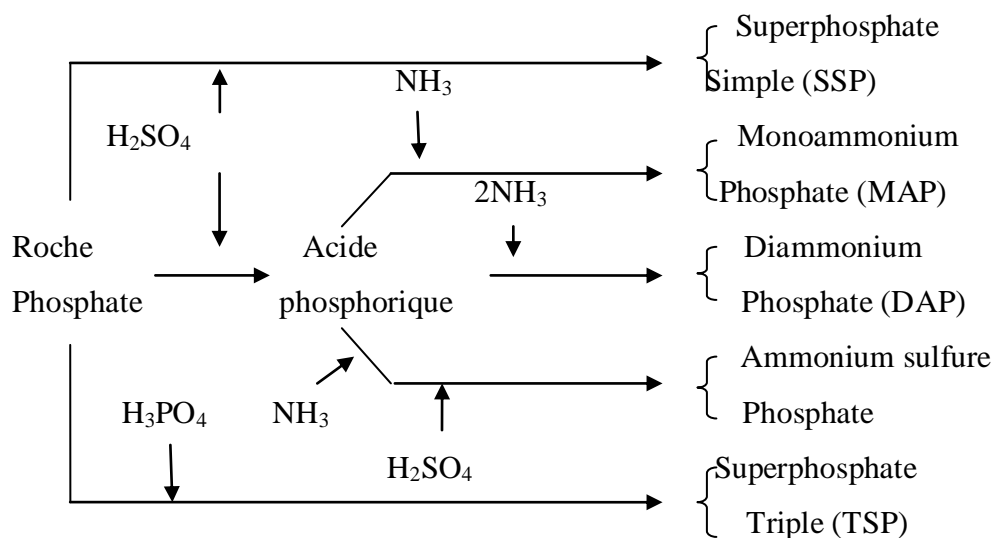 Superphosphate
Simple (SSP)
NH₃
H₂SO₄
Monoammonium
Phosphate (MAP)
2NH₃
Roche
Phosphate
Acide
phosphorique
Diammonium
Phosphate (DAP)
Ammonium sulfure
Phosphate
H₃PO₄
NH₃
H₂SO₄
Superphosphate
Triple (TSP)